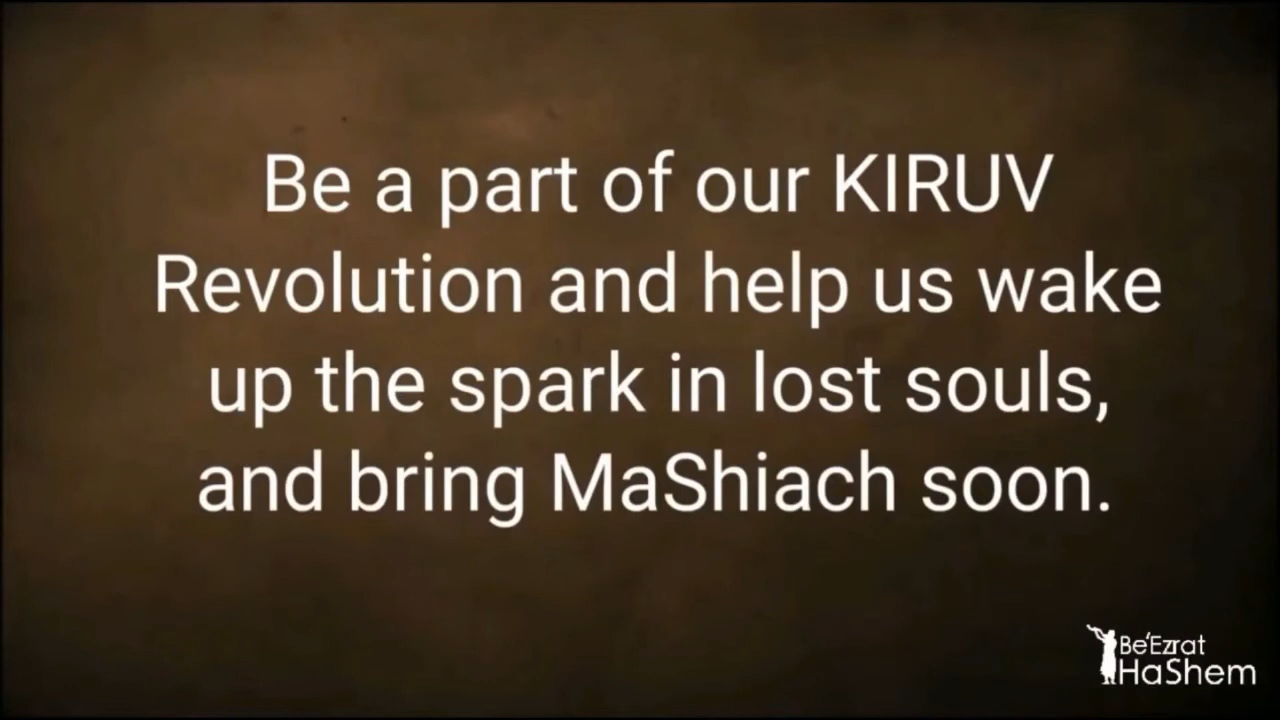 Be a part of our KIRUV
Revolution and help us wake
up the spark in lost souls,
and bring MaShiach soon.
Be'Ezrat
HaShem